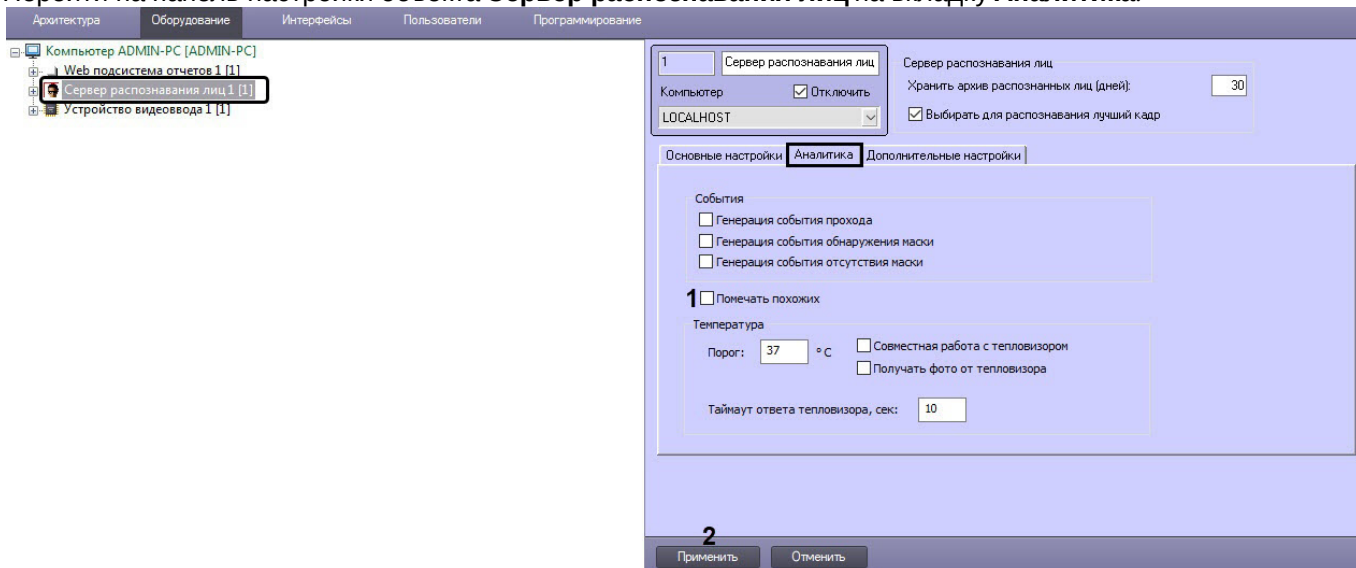 Перейти на панель настройки объекта Сервер распознавания лиц на вкладку Аналитика.
Архитектура Оборудование Интерфейсы Пользователи Программирование
Компьютер ADMIN-PC [ADMIN-PC]
Web подсистема отчетов 1 [1]
Сервер распознавания лиц 1 [1]
Устройство видеоввода 1 [1]
1 Сервер распознавания лиц
Компьютер Отключить
LOCALHOST
Сервер распознавания лиц
Хранить архив распознанных лиц (дней): 30
Выбирать для распознавания лучший кадр
Основные настройки Аналитика Дополнительные настройки
События
Генерация события прохода
Генерация события обнаружения маски
Генерация события отсутствия маски
1 Помечать похожих
Температура
Порог: 37 °C Совместная работа с тепловизором
Получать фото от тепловизора
Таймаут ответа тепловизора, сек: 10
2
Применить Отменить